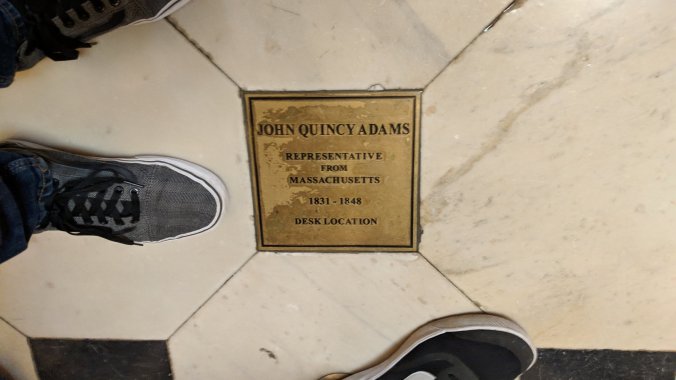 JOHN QUINCY ADAMS
REPRESENTATIVE
FROM
MASSACHUSETTS
1831 - 1848
DESK LOCATION